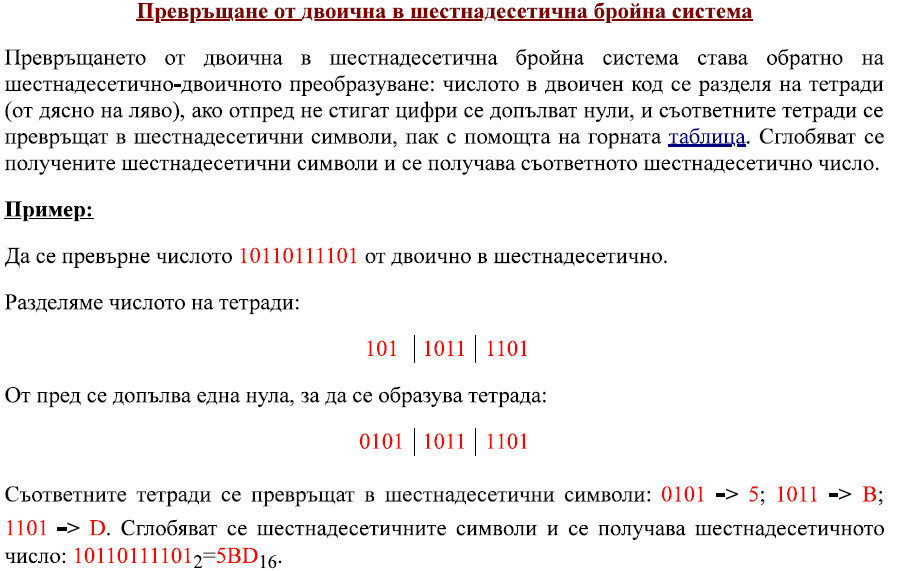 Превръщане от двоична в шестнадесетична бройна система
Превръщането от двоична в шестнадесетична бройна система става обратно на
шестнадесетично-двоичното преобразуване: числото в двоичен код се разделя на тетради
(от дясно на ляво), ако отпред не стигат цифри се допълват нули, и съответните тетради се
превръщат в шестнадесетични символи, пак с помощта на горната таблица. Сглобяват се
получените шестнадесетични символи и се получава съответното шестнадесетично число.
Пример:
Да се превърне числото 10110111101 от двоично в шестнадесетично.
Разделяме числото на тетради:
101 | 1011 | 1101
От пред се допълва една нула, за да се образува тетрада:
0101 | 1011 | 1101
Съответните тетради се превръщат в шестнадесетични символи: 0101 => 5; 1011 => B;
1101 => D. Сглобяват се шестнадесетичните символи и се получава шестнадесетичното
число: 10110111101₂=5BD₁₆.